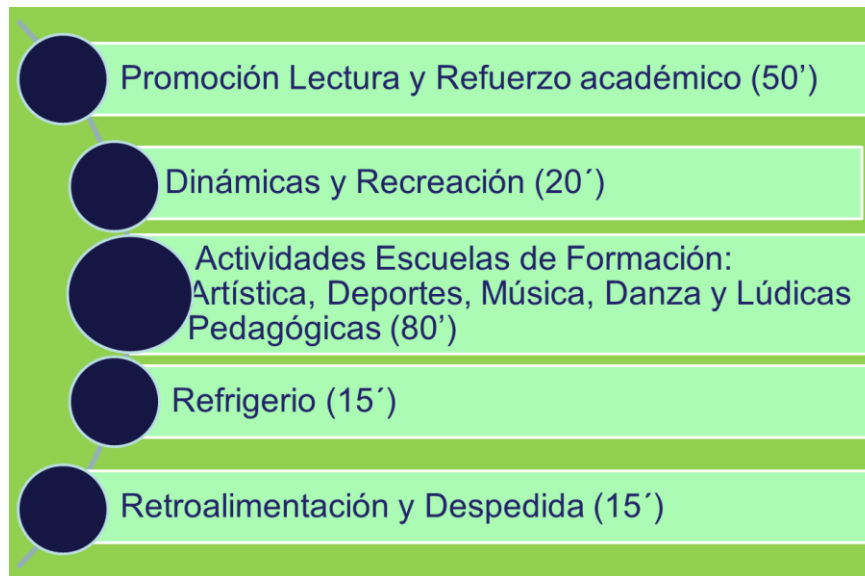 Promoción Lectura y Refuerzo académico (50’)
Dinámicas y Recreación (20´)
Actividades Escuelas de Formación:
Artística, Deportes, Música, Danza y Lúdicas
Pedagógicas (80’)
Refrigerio (15´)
Retroalimentación y Despedida (15´)